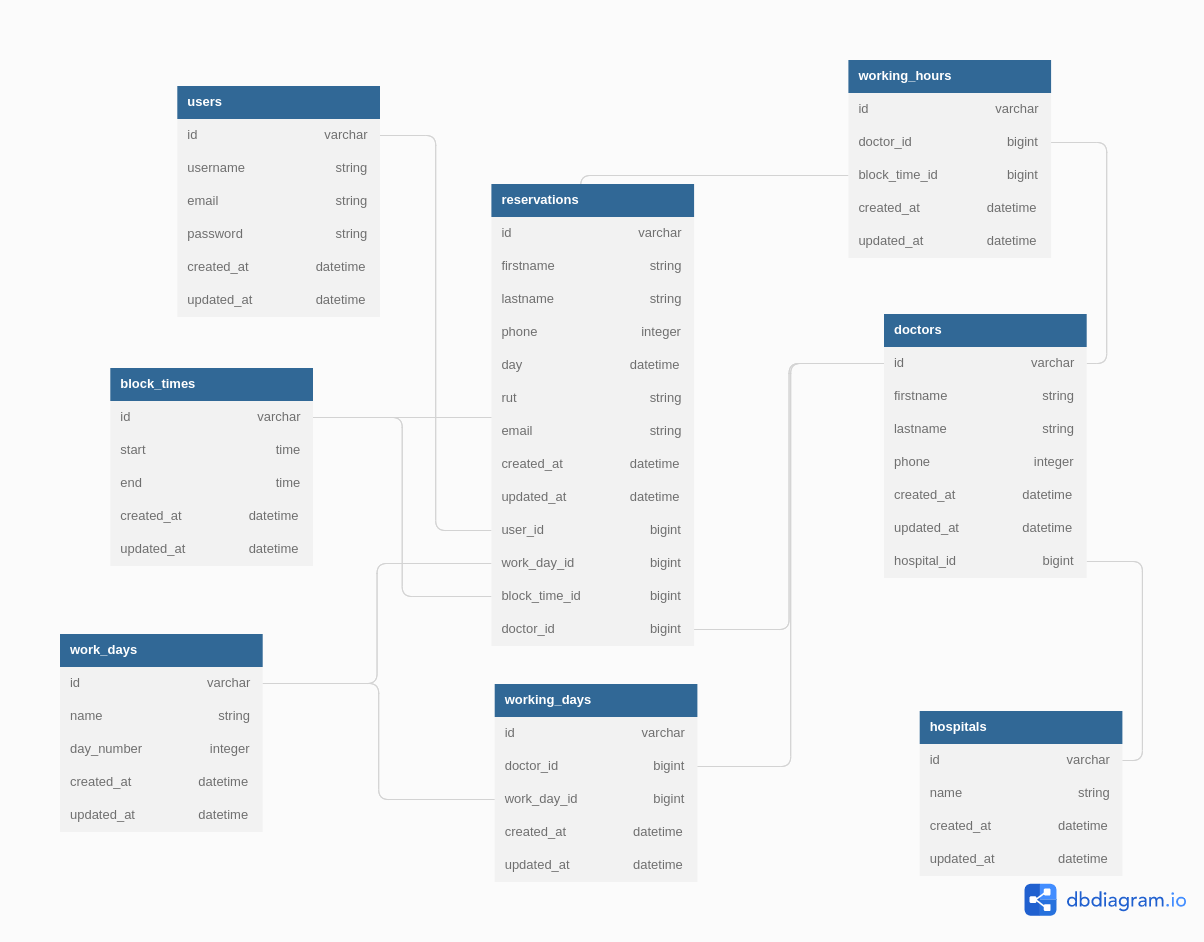 users
id varchar
username string
email string
password string
created_at datetime
updated_at datetime
block_times
id varchar
start time
end time
created_at datetime
updated_at datetime
work_days
id varchar
name string
day_number integer
created_at datetime
updated_at datetime
reservations
id varchar
firstname string
lastname string
phone integer
day datetime
rut string
email string
created_at datetime
updated_at datetime
user_id bigint
work_day_id bigint
block_time_id bigint
doctor_id bigint
working_days
id varchar
doctor_id bigint
work_day_id bigint
created_at datetime
updated_at datetime
working_hours
id varchar
doctor_id bigint
block_time_id bigint
created_at datetime
updated_at datetime
doctors
id varchar
firstname string
lastname string
phone integer
created_at datetime
updated_at datetime
hospital_id bigint
hospitals
id varchar
name string
created_at datetime
updated_at datetime
dbdiagram.io